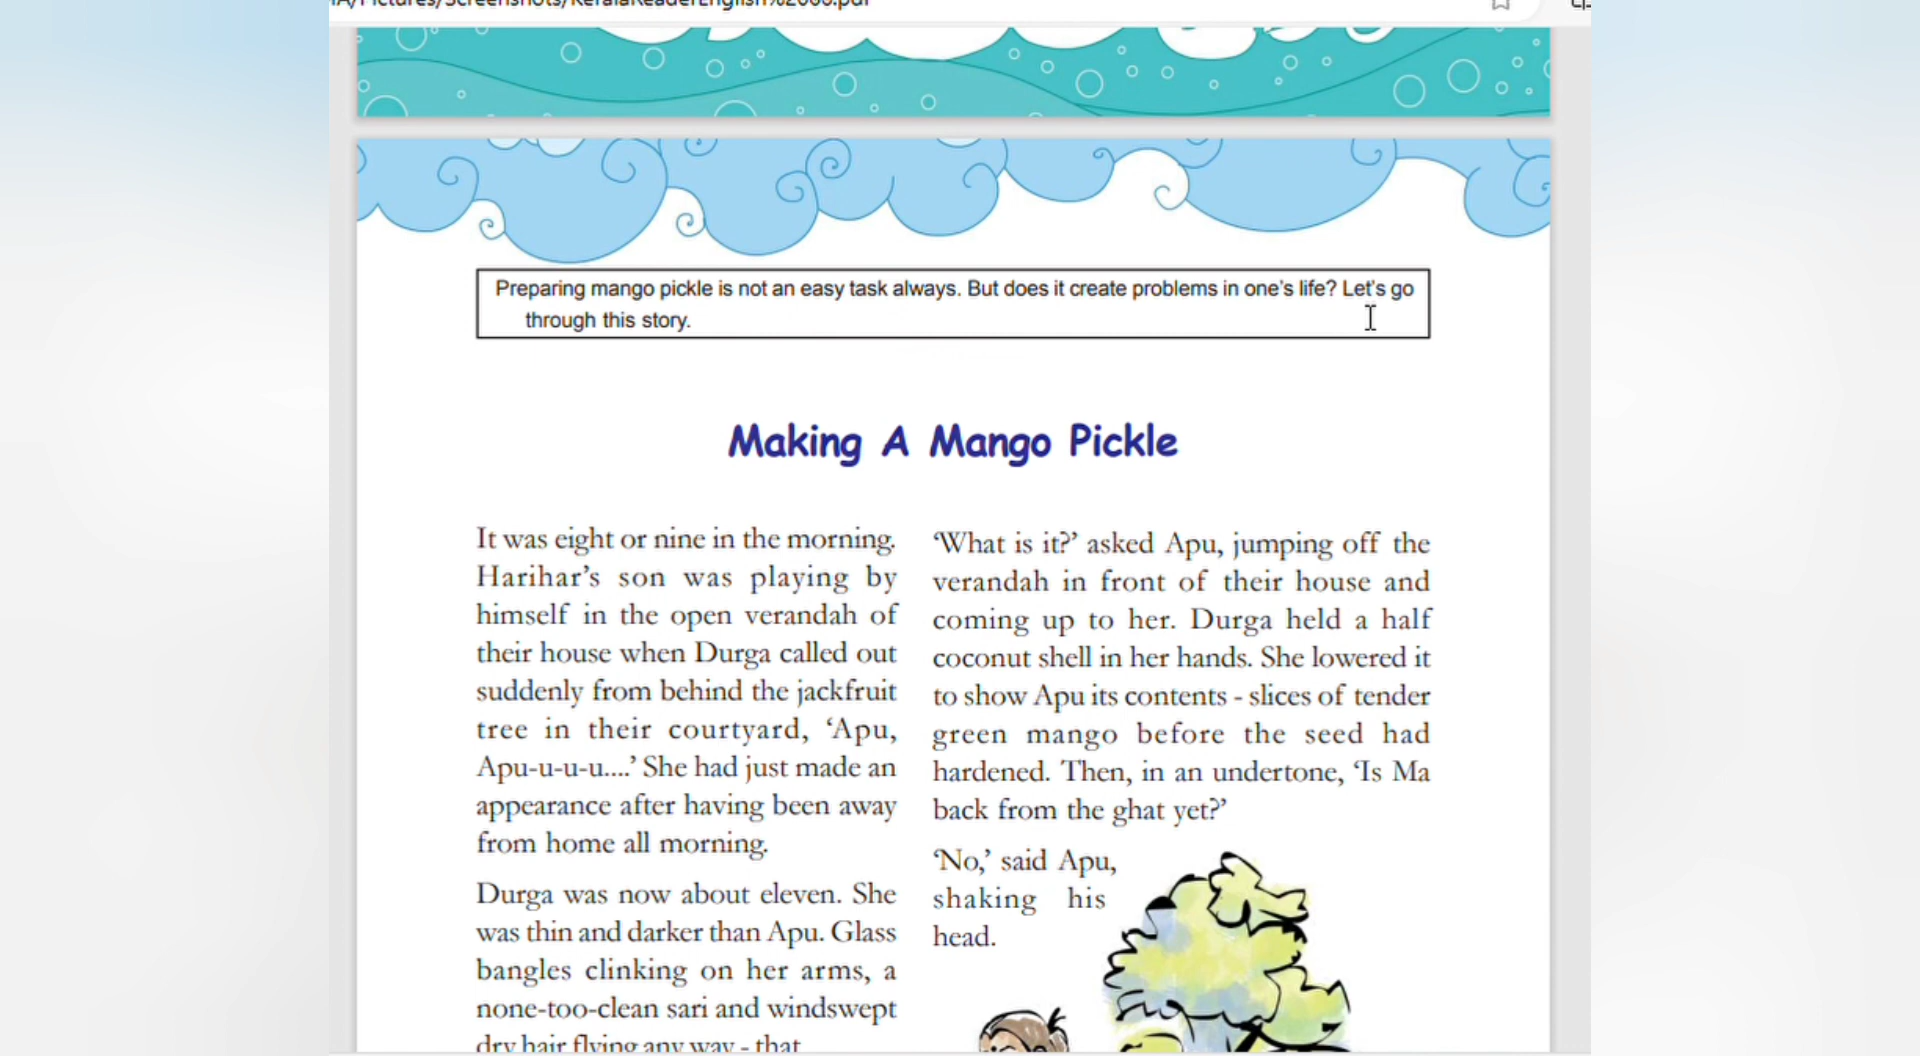 Preparing mango pickle is not an easy task always. But does it create problems in one's life? Let's go
through this story.
Making A Mango Pickle
It was eight or nine in the morning.
Harihar's son was playing by
himself in the open verandah of
their house when Durga called out
suddenly from behind the jackfruit
tree in their courtyard, ‘Apu,
Apu-u-u-u....’ She had just made an
appearance after having been away
from home all morning.
Durga was now about eleven. She
was thin and darker than Apu. Glass
bangles clinking on her arms, a
none-too-clean sari and windswept
dry hair flying any way - that
‘What is it?’ asked Apu, jumping off the
verandah in front of their house and
coming up to her. Durga held a half
coconut shell in her hands. She lowered it
to show Apu its contents - slices of tender
green mango before the seed had
hardened. Then, in an undertone, ‘Is Ma
back from the ghat yet?’
‘No,’ said Apu,
shaking his
head.